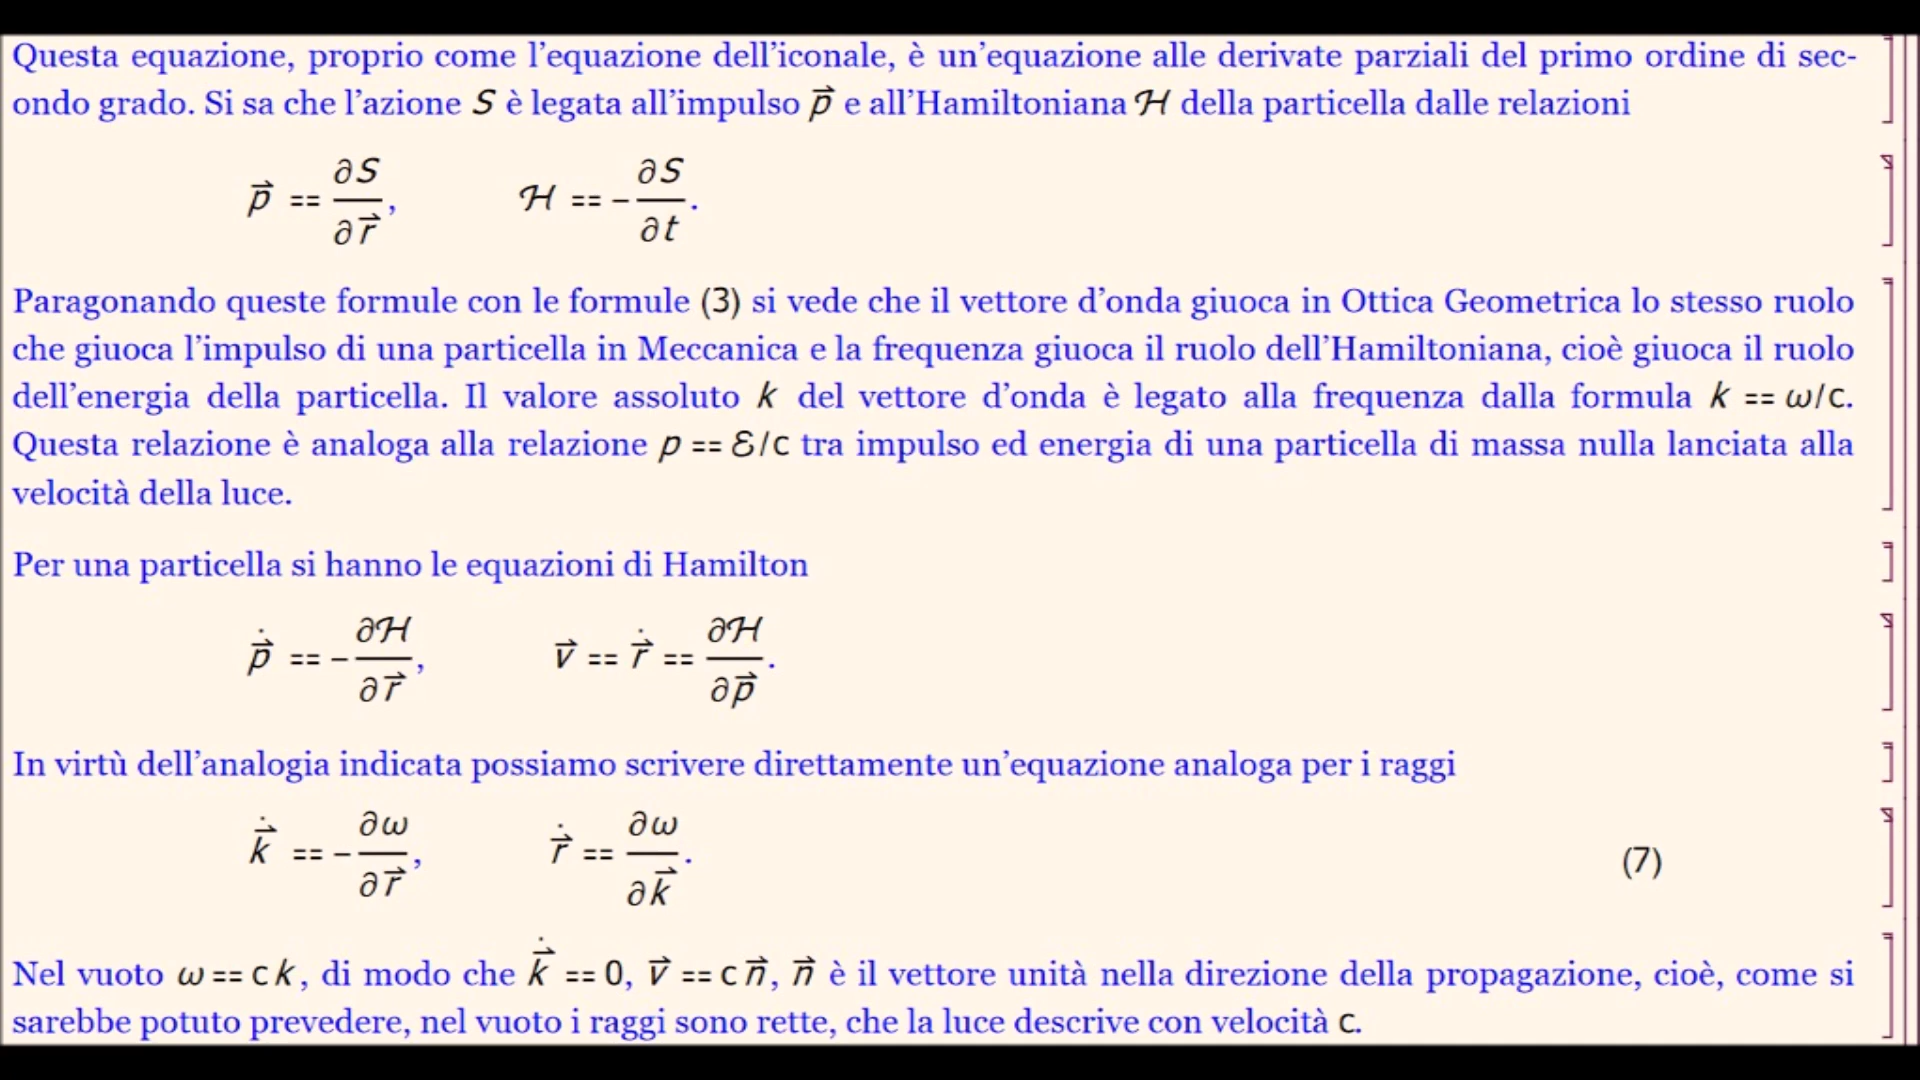 Questa equazione, proprio come l'equazione dell'iconale, è un'equazione alle derivate parziali del primo ordine di sec-
ondo grado. Si sa che l'azione S è legata all'impulso p⃗ e all'Hamiltoniana ℋ della particella dalle relazioni
p⃗ == ∂S/∂r⃗, ℋ == -∂S/∂t.
Paragonando queste formule con le formule (3) si vede che il vettore d'onda giuoca in Ottica Geometrica lo stesso ruolo
che giuoca l'impulso di una particella in Meccanica e la frequenza giuoca il ruolo dell'Hamiltoniana, cioè giuoca il ruolo
dell'energia della particella. Il valore assoluto k del vettore d'onda è legato alla frequenza dalla formula k == ω/c.
Questa relazione è analoga alla relazione p == ℰ/c tra impulso ed energia di una particella di massa nulla lanciata alla
velocità della luce.
Per una particella si hanno le equazioni di Hamilton
p⃗̇ == -∂ℋ/∂r⃗, v⃗ == r⃗̇ == ∂ℋ/∂p⃗.
In virtù dell'analogia indicata possiamo scrivere direttamente un'equazione analoga per i raggi
k⃗̇ == -∂ω/∂r⃗, r⃗̇ == ∂ω/∂k⃗. (7)
Nel vuoto ω == c k, di modo che k⃗̇ == 0, v⃗ == c n⃗, n⃗ è il vettore unità nella direzione della propagazione, cioè, come si
sarebbe potuto prevedere, nel vuoto i raggi sono rette, che la luce descrive con velocità c.